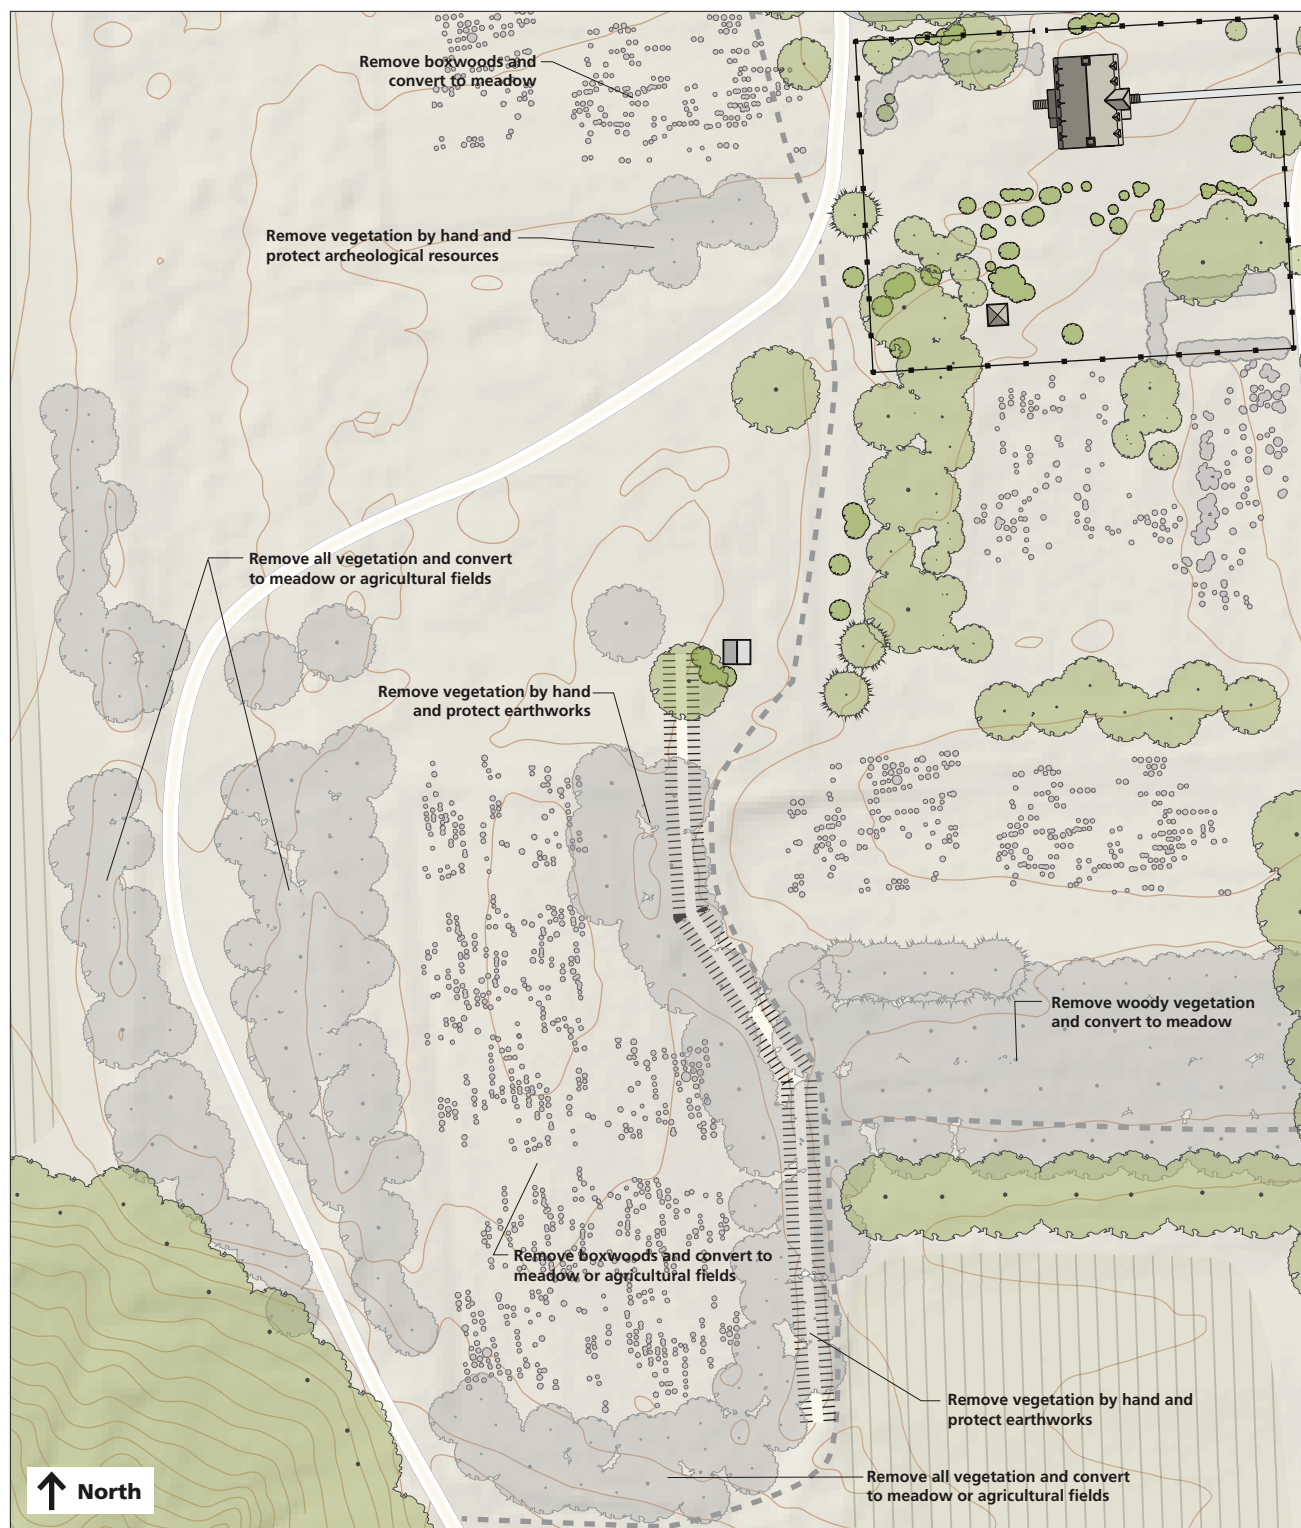 Remove boxwoods and
convert to meadow
Remove vegetation by hand and
protect archeological resources
Remove all vegetation and convert
to meadow or agricultural fields
Remove vegetation by hand
and protect earthworks
Remove woody vegetation
and convert to meadow
Remove boxwoods and convert to
meadow or agricultural fields
Remove vegetation by hand and
protect earthworks
Remove all vegetation and convert
to meadow or agricultural fields
North